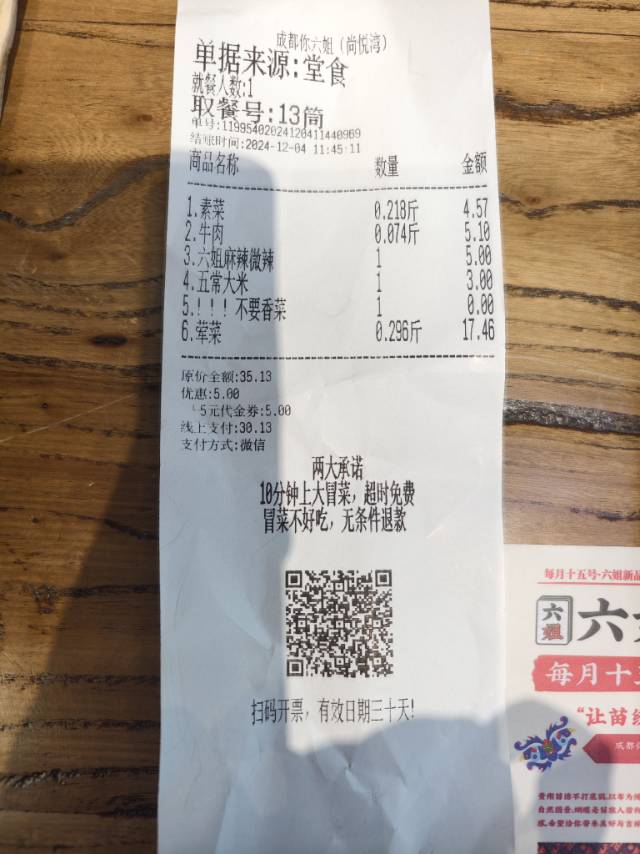 成都你六姐（尚悦湾）
单据来源:堂食
就餐人数:1
取餐号:13筒
单号:11995402024120411440969
结账时间:2024-12-04 11:45:11
商品名称 数量 金额
1.素菜 0.218斤 4.57
2.牛肉 0.074斤 5.10
3.六姐麻辣微辣 1 5.00
4.五常大米 1 3.00
5.!!!不要香菜 1 0.00
6.荤菜 0.296斤 17.46
原价金额:35.13
优惠:5.00
5元代金券:5.00
线上支付:30.13
支付方式:微信
两大承诺
10分钟上大冒菜，超时免费
冒菜不好吃，无条件退款
扫码开票，有效日期三十天!
每月十五号·六姐新品
六姐
六
每月十五
"让苗
成都你